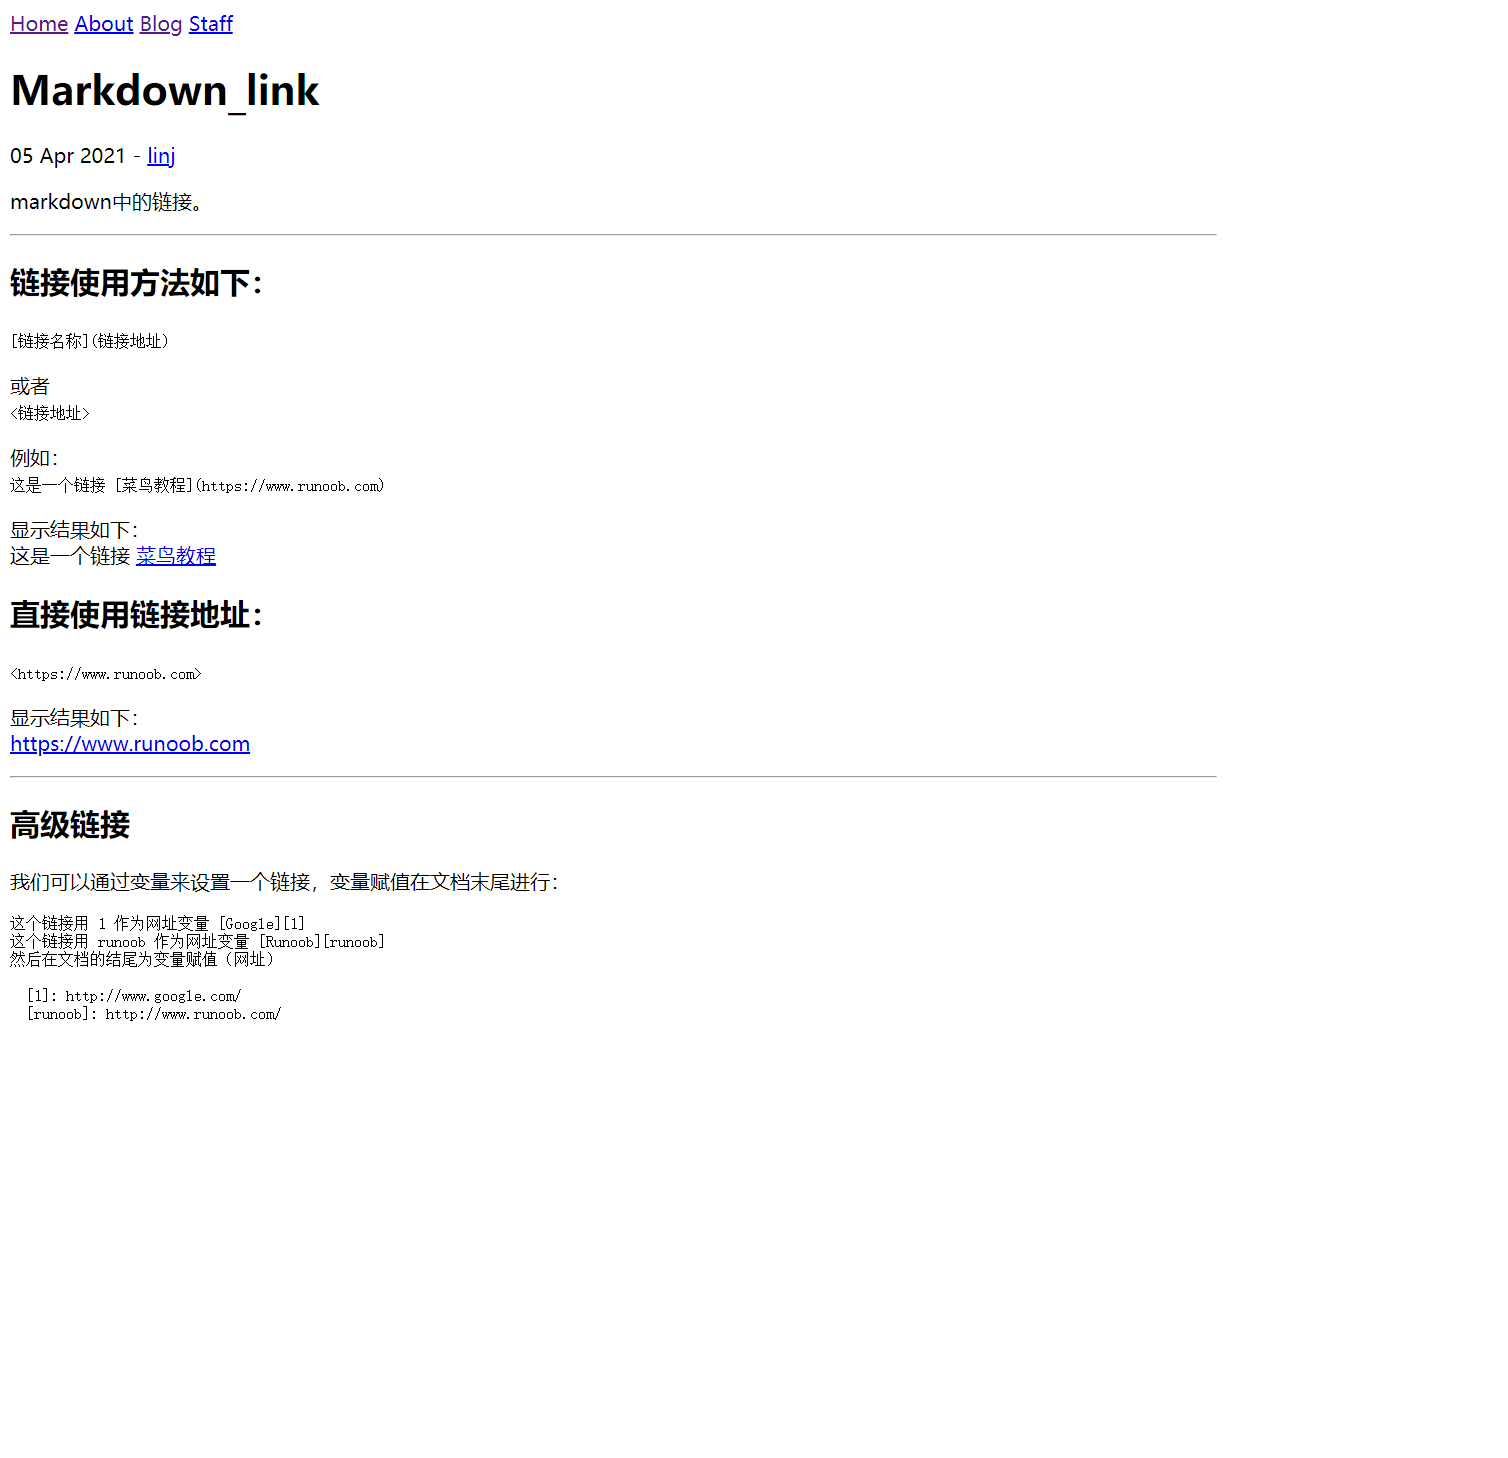 Home About Blog Staff
Markdown_link
05 Apr 2021 - linj
markdown中的链接。
链接使用方法如下：
[链接名称](链接地址)
或者
<链接地址>
例如：
这是一个链接 [菜鸟教程](https://www.runoob.com)
显示结果如下：
这是一个链接 菜鸟教程
直接使用链接地址：
<https://www.runoob.com>
显示结果如下：
https://www.runoob.com
高级链接
我们可以通过变量来设置一个链接，变量赋值在文档末尾进行：
这个链接用 1 作为网址变量 [Google][1]
这个链接用 runoob 作为网址变量 [Runoob][runoob]
然后在文档的结尾为变量赋值（网址）
[1]: http://www.google.com/
[runoob]: http://www.runoob.com/